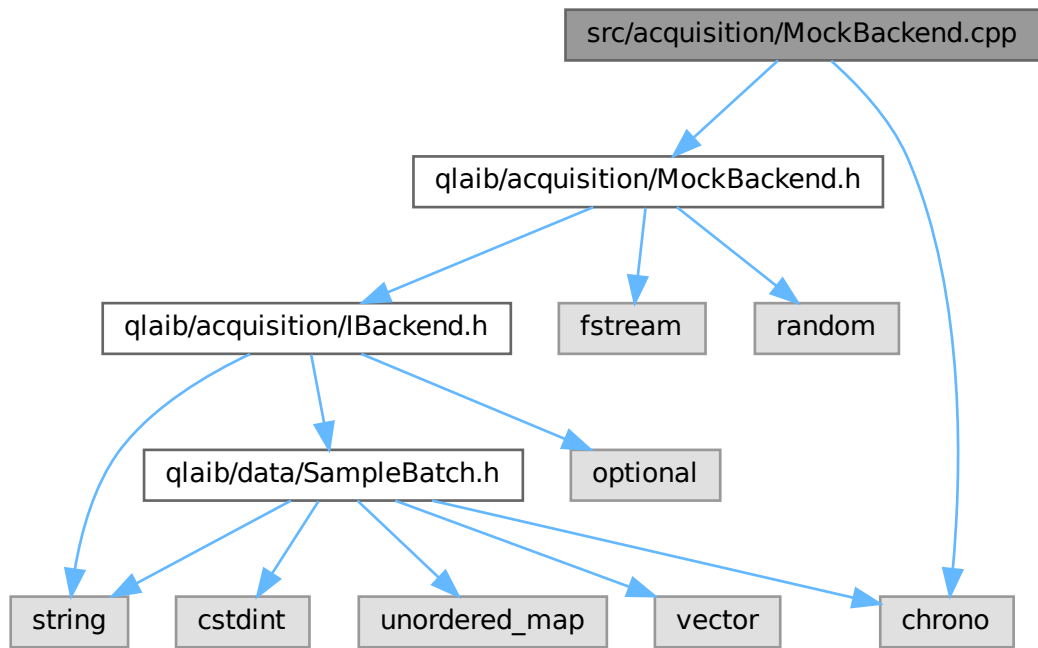 src/acquisition/MockBackend.cpp
qlaib/acquisition/MockBackend.h
qlaib/acquisition/IBackend.h
fstream
random
qlaib/data/SampleBatch.h
optional
string
cstdint
unordered_map
vector
chrono